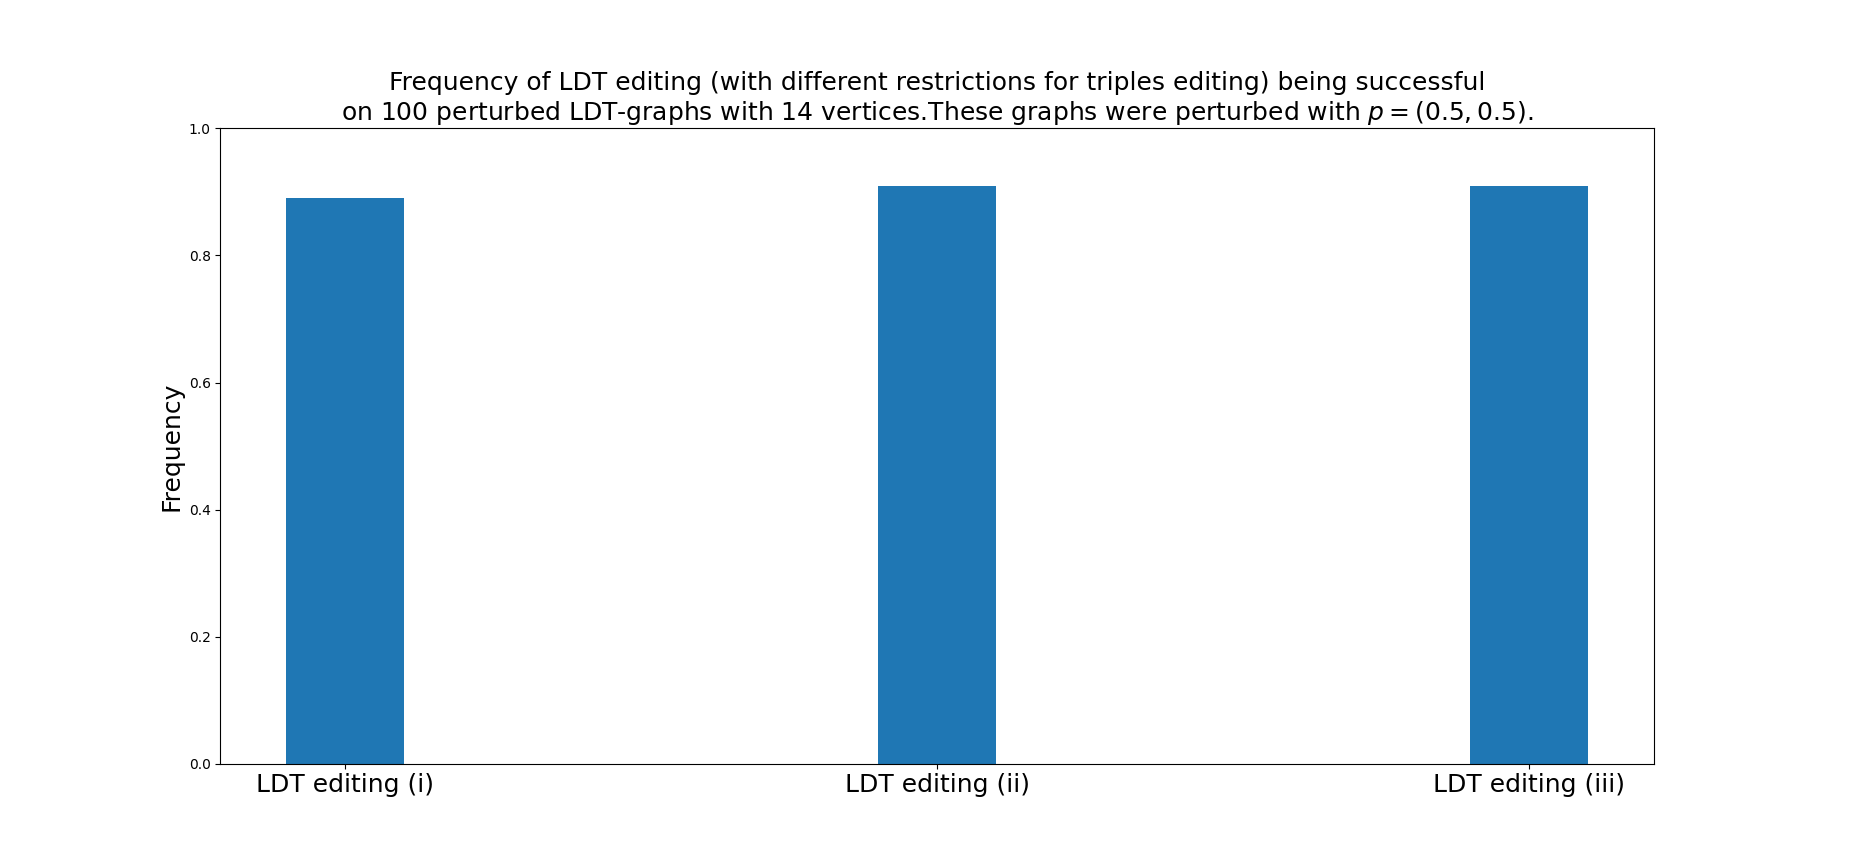 Frequency of LDT editing (with different restrictions for triples editing) being successful
on 100 perturbed LDT-graphs with 14 vertices.These graphs were perturbed with p = (0.5, 0.5).
1.0
0.8
0.6
0.4
0.2
0.0
Frequency
LDT editing (i)
LDT editing (ii)
LDT editing (iii)